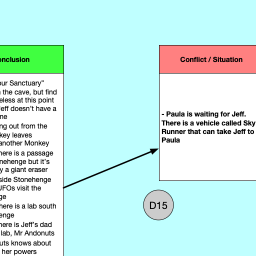 onclusion
our Sanctuary"
the cave, but find
eless at this point
eff doesn't have a
ne
ng out from the
key leaves
another Monkey
here is a passage
nehenge but it's
y a giant eraser
side Stonehenge
UFOs visit the
ge
here is a lab south
enge
here is Jeff's dad
lab, Mr Andonuts
uts knows about
her powers
Conflict / Situation
- Paula is waiting for Jeff.
There is a vehicle called Sky
Runner that can take Jeff to
Paula
D15